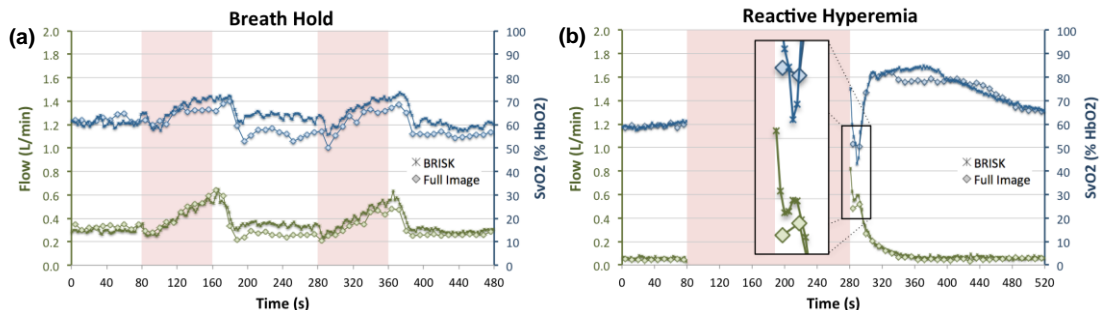 Breath Hold
(a)
Flow (L/min)
2.0
1.8
1.6
1.4
1.2
1.0
0.8
0.6
0.4
0.2
0.0
100
90
80
70
60
50
40
30
20
10
0
SvO2 (% HbO2)
BRISK
Full Image
0 40 80 120 160 200 240 280 320 360 400 440 480
Time (s)
Reactive Hyperemia
(b)
Flow (L/min)
2.0
1.8
1.6
1.4
1.2
1.0
0.8
0.6
0.4
0.2
0.0
100
90
80
70
60
50
40
30
20
10
0
SvO2 (% HbO2)
BRISK
Full Image
0 40 80 120 160 200 240 280 320 360 400 440 480 520
Time (s)